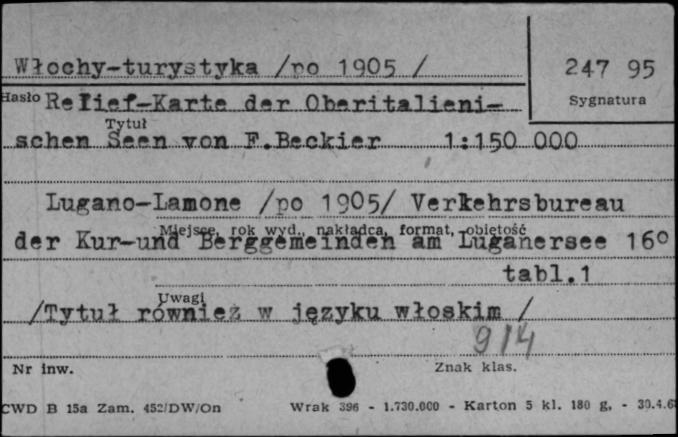 Włochy-turystyka /po 1905 /
247 95
Hasło
Sygnatura
Relief-Karte der Oberitalieni-
Tytuł
schen Seen von F.Beckier 1:150 000
Lugano-Lamone /po 1905/ Verkehrsbureau
Miejsce, rok wyd., nakładca, format, objętość
der Kur-und Berggemeinden am Luganersee 16°
tabl.1
Uwagi
/Tytuł również w języku włoskim /
914
Nr inw.
Znak klas.
CWD B 15a Zam. 452/DW/On
Wrak 396 - 1.730.000 - Karton 5 kl. 180 g. - 30.4.6